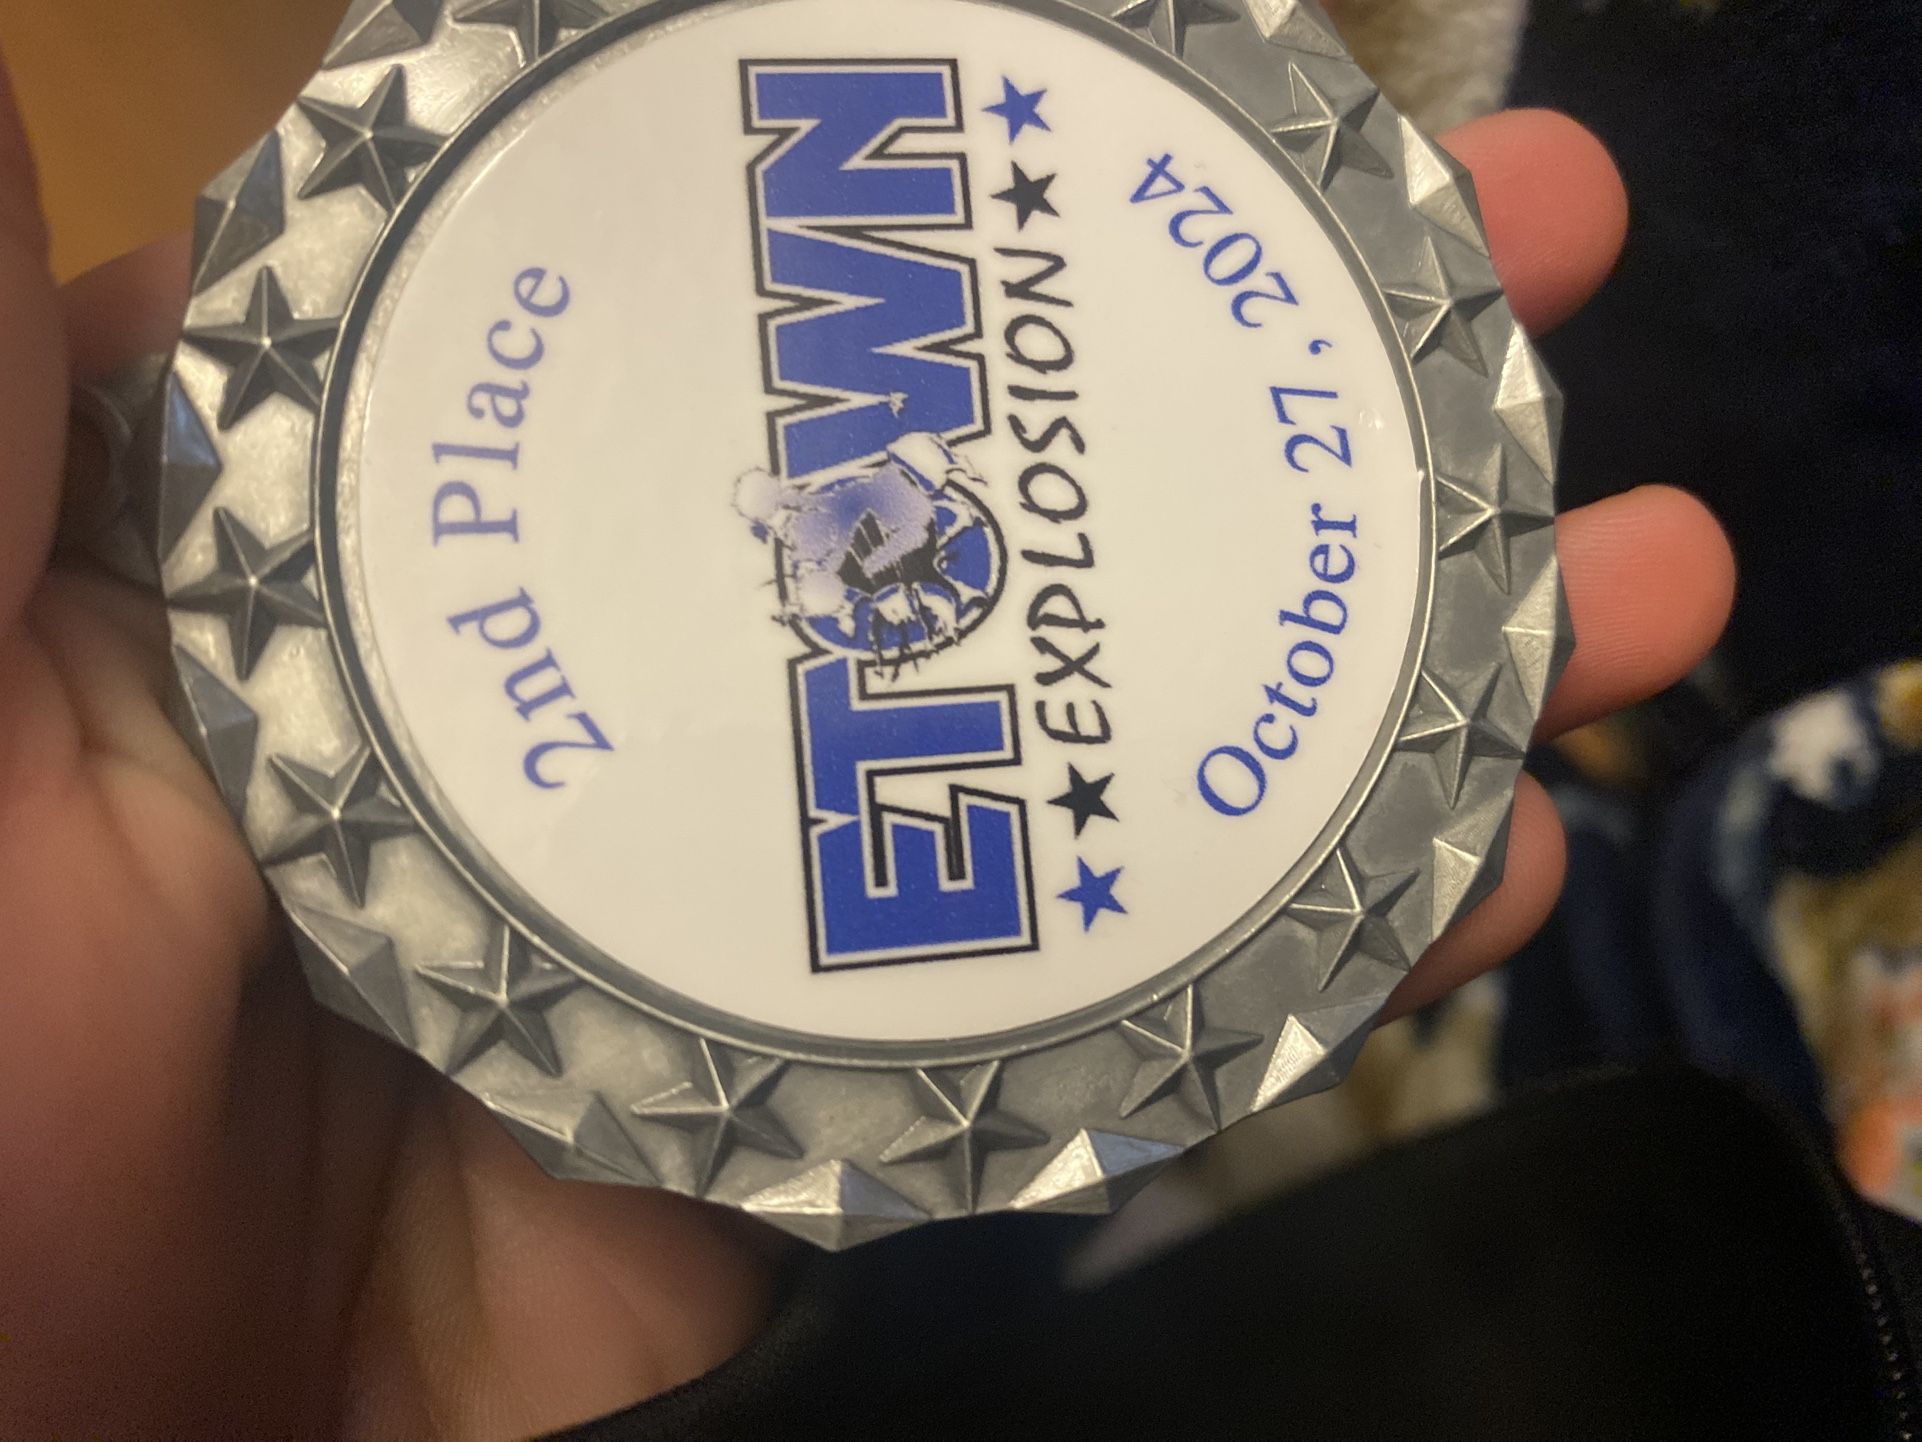 2nd Place
ETOWN
EXPLOSION
October 27, 2024